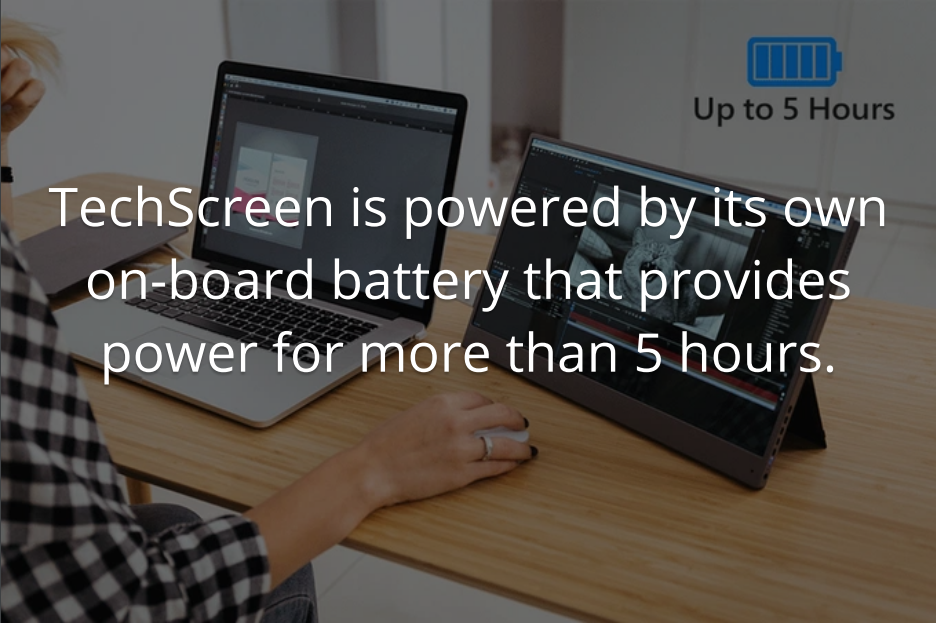 Up to 5 Hours
TechScreen is powered by its own
on-board battery that provides
power for more than 5 hours.